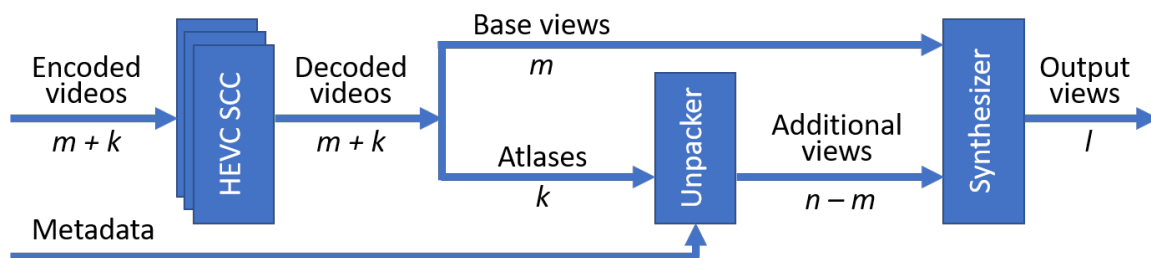 Encoded
videos
m + k
HEVC SCC
Decoded
videos
m + k
Base views
m
Atlases
k
Unpacker
Additional
views
n – m
Synthesizer
Output
views
l
Metadata